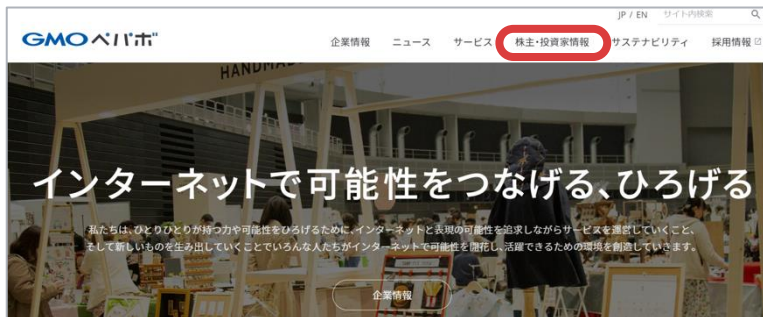 JP / EN サイト内検索
GMOペパボ
企業情報 ニュース サービス 株主・投資家情報 サステナビリティ 採用情報
HANDMADE
インターネットで可能性をつなげる、ひろげる
私たちは、ひとりひとりが持つ力や可能性をひろげるために、インターネットと表現の可能性を追求しながらサービスを運営していくこと、
そして新しいものを生み出していくことでいろんな人たちがインターネットで可能性を開花し、活躍できるための環境を創造していきます。
企業情報